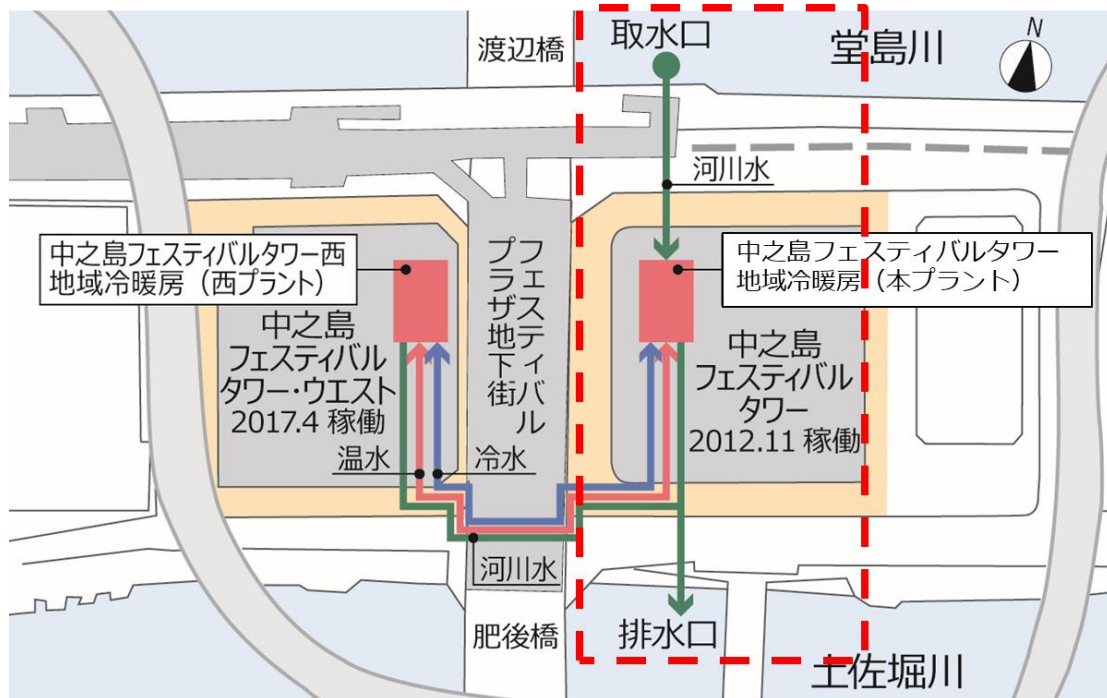 取水口
渡辺橋
堂島川
N
河川水
中之島フェスティバルタワー西
地域冷暖房（西プラント）
中之島フェスティバルタワー
地域冷暖房（本プラント）
フェスティバル
プラザ地下街
中之島
フェスティバル
タワー・ウエスト
2017.4 稼働
中之島
フェスティバル
タワー
2012.11 稼働
温水
冷水
河川水
肥後橋
排水口
土佐堀川